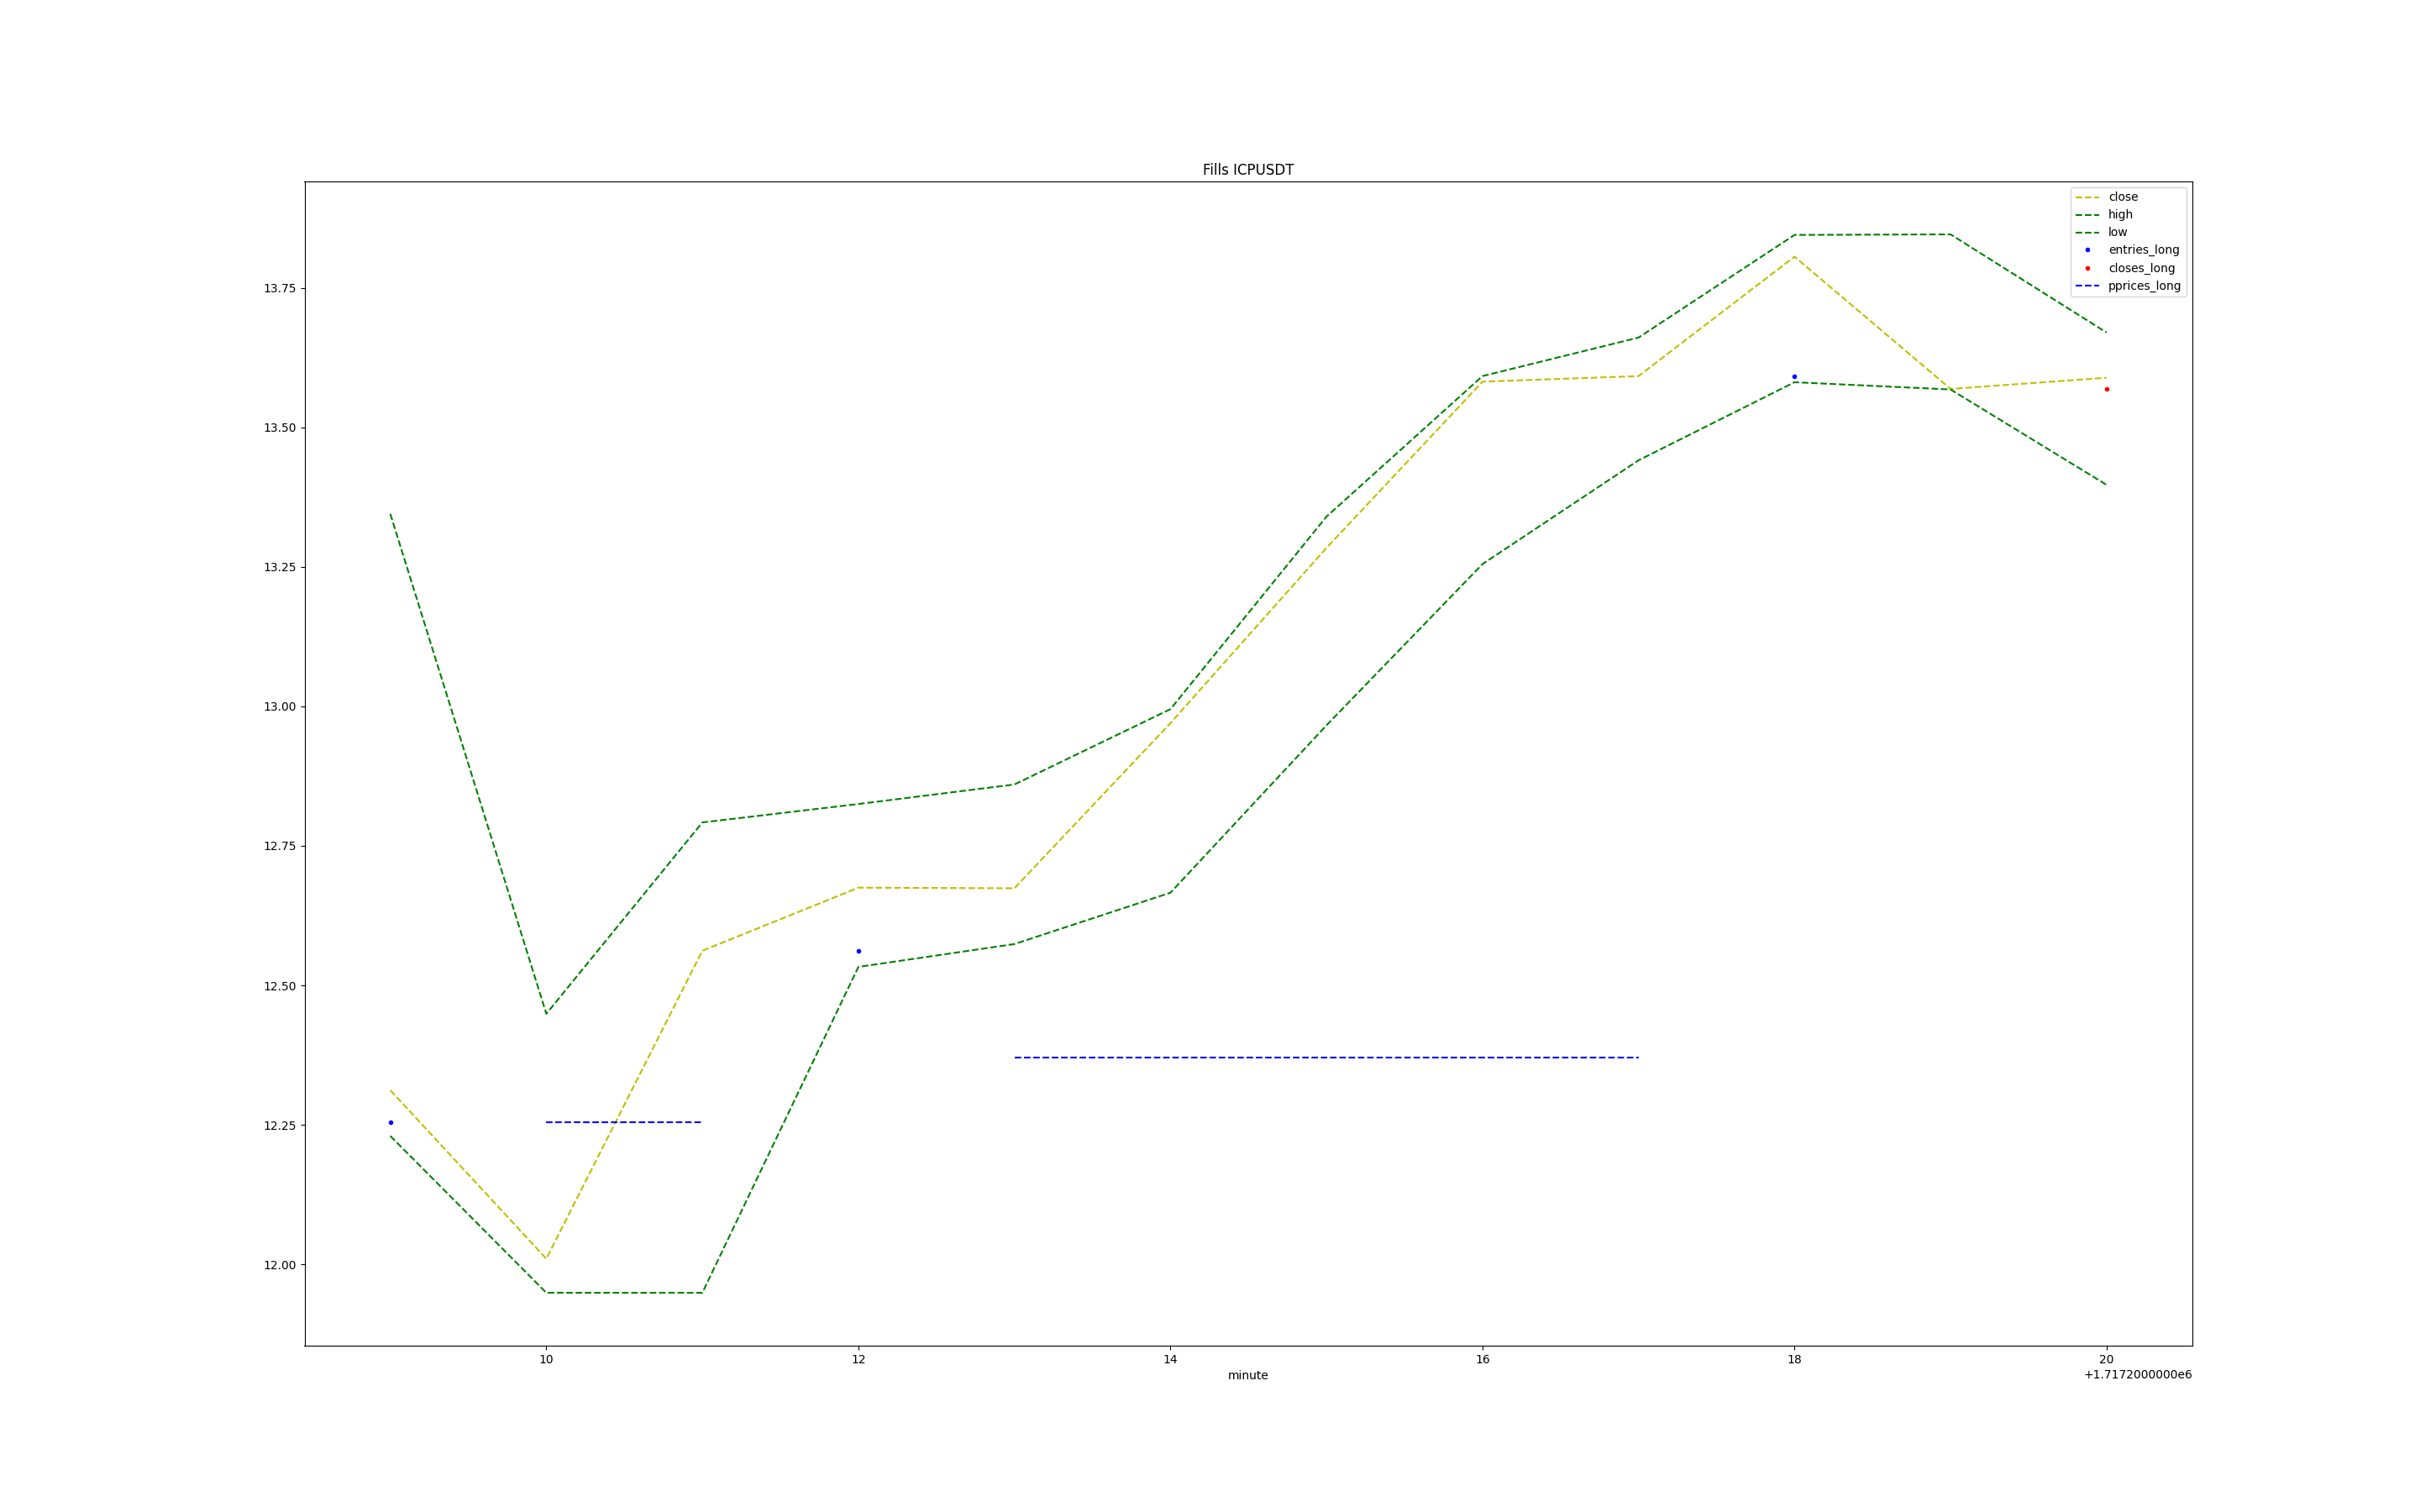 Fills ICPUSDT
close
high
low
entries_long
closes_long
pprices_long
13.75
13.50
13.25
13.00
12.75
12.50
12.25
12.00
10 12 14 16 18 20
minute
+1.7172000000e6